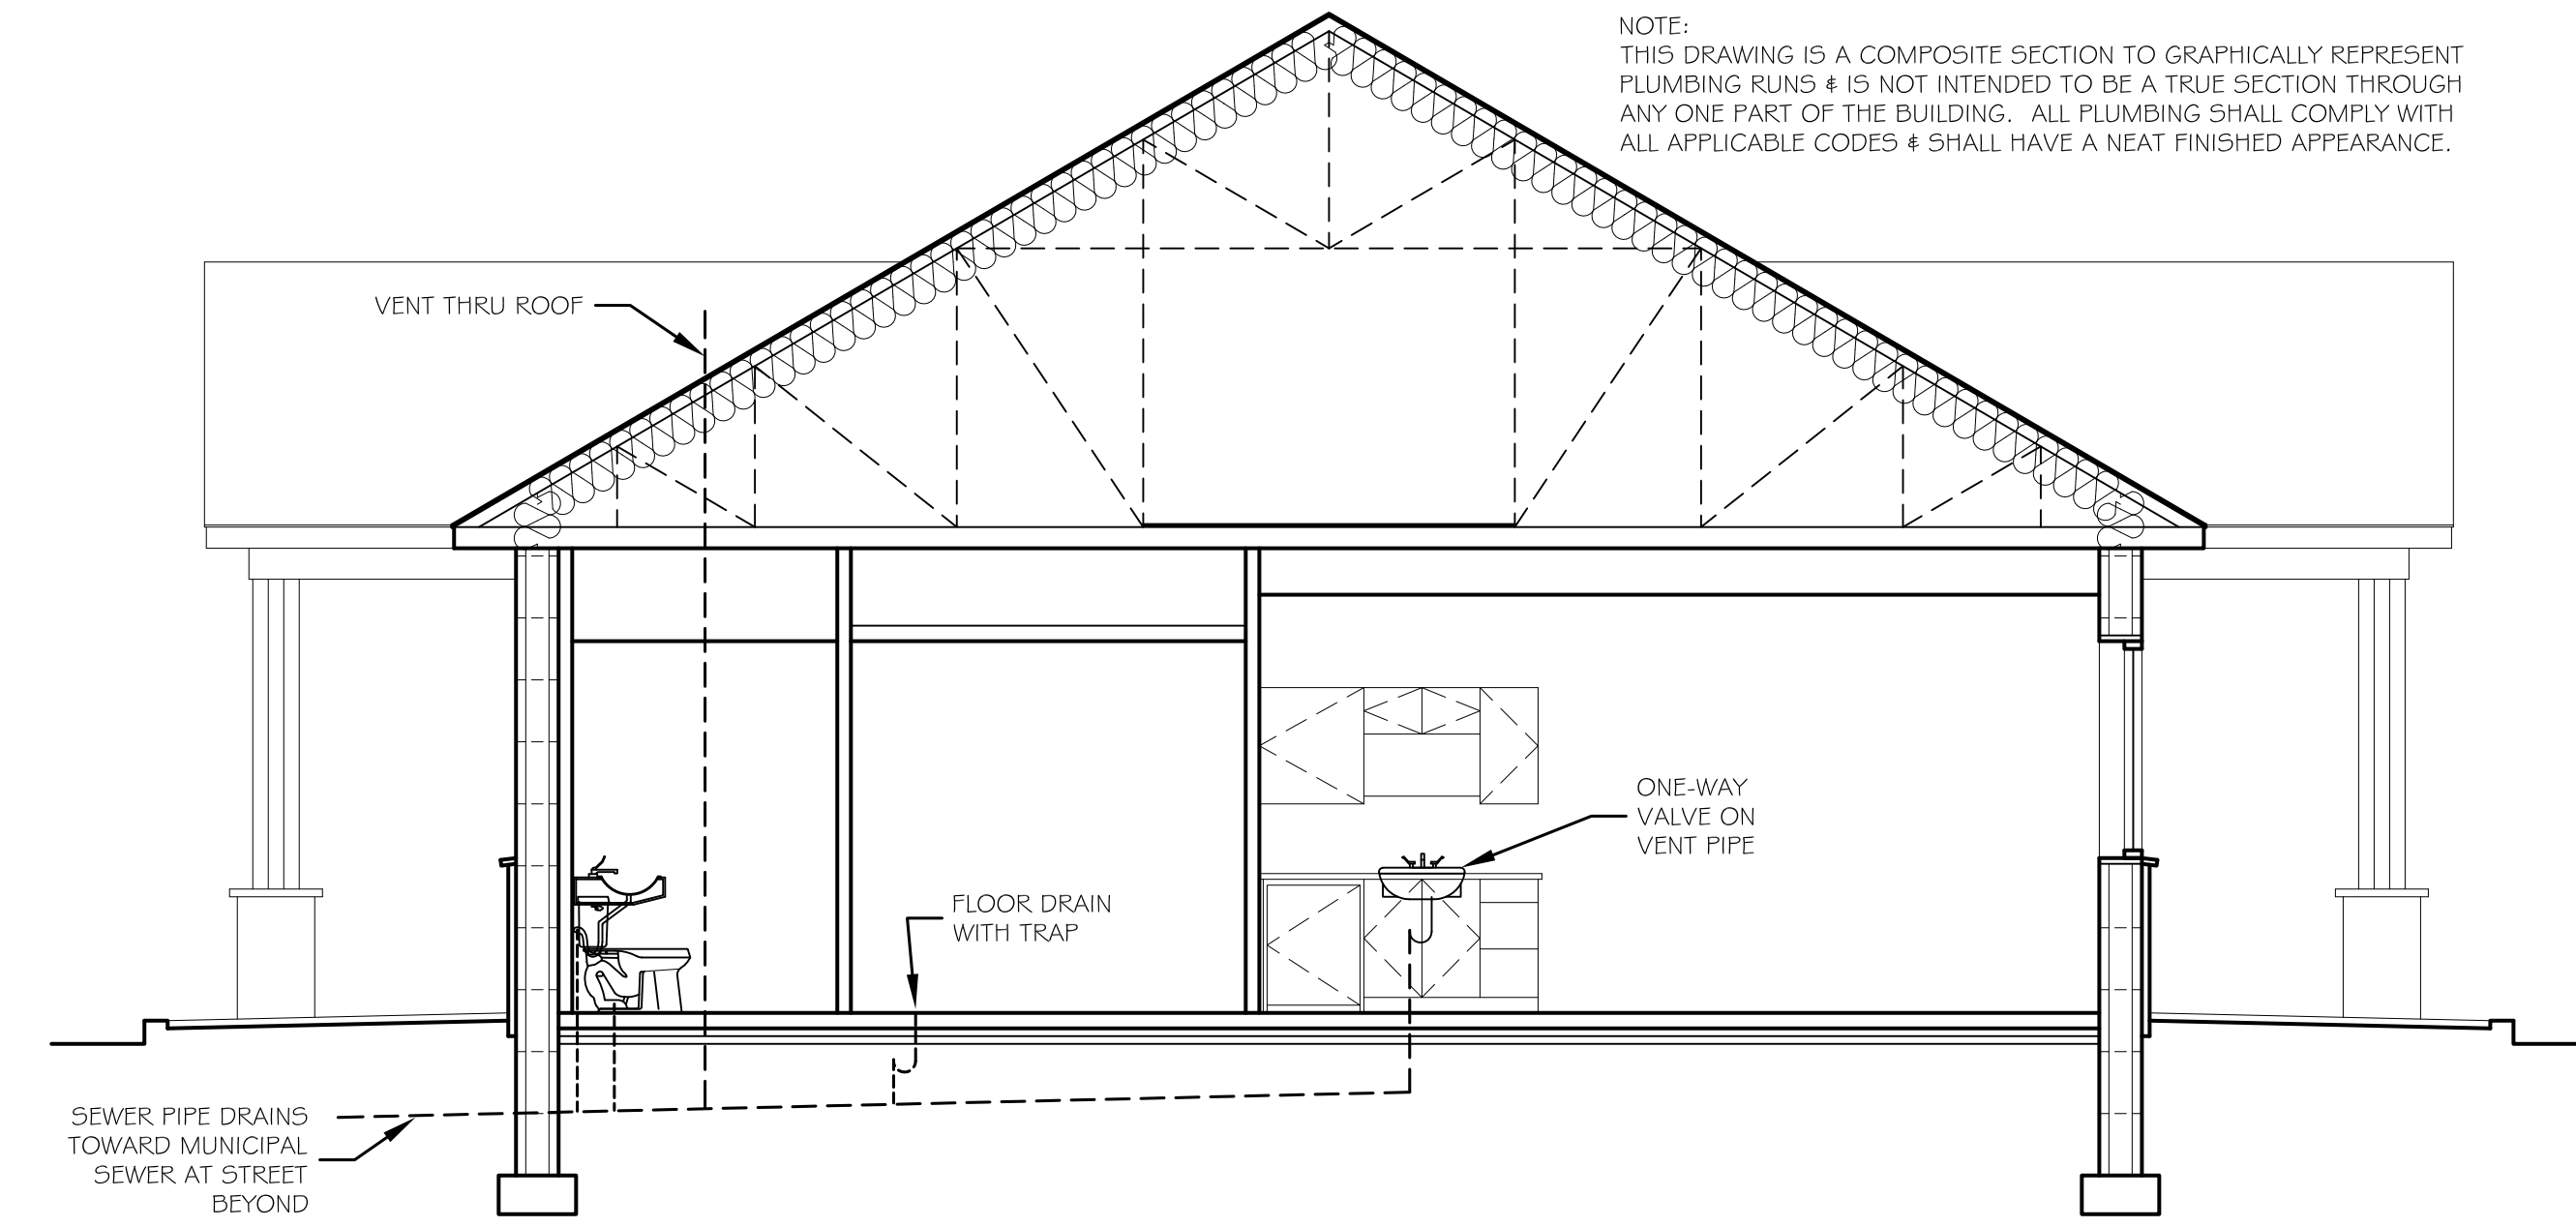 NOTE:
THIS DRAWING IS A COMPOSITE SECTION TO GRAPHICALLY REPRESENT
PLUMBING RUNS & IS NOT INTENDED TO BE A TRUE SECTION THROUGH
ANY ONE PART OF THE BUILDING. ALL PLUMBING SHALL COMPLY WITH
ALL APPLICABLE CODES & SHALL HAVE A NEAT FINISHED APPEARANCE.
VENT THRU ROOF
ONE-WAY
VALVE ON
VENT PIPE
FLOOR DRAIN
WITH TRAP
SEWER PIPE DRAINS
TOWARD MUNICIPAL
SEWER AT STREET
BEYOND